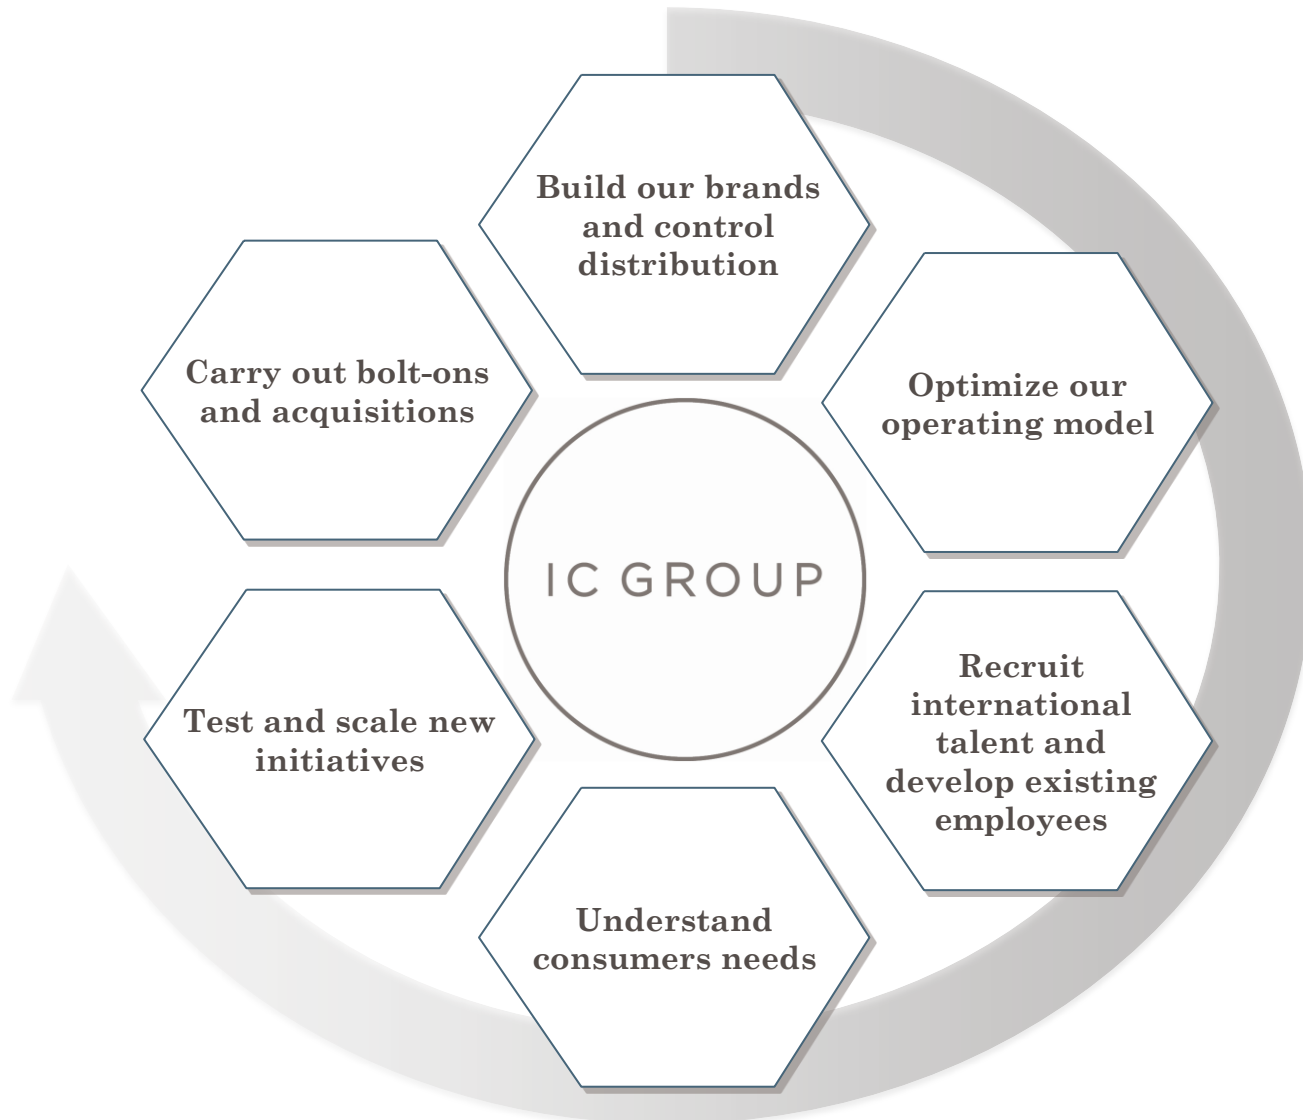 Build our brands
and control
distribution
Optimize our
operating model
Recruit
international
talent and
develop existing
employees
Understand
consumers needs
Test and scale new
initiatives
Carry out bolt-ons
and acquisitions
IC GROUP